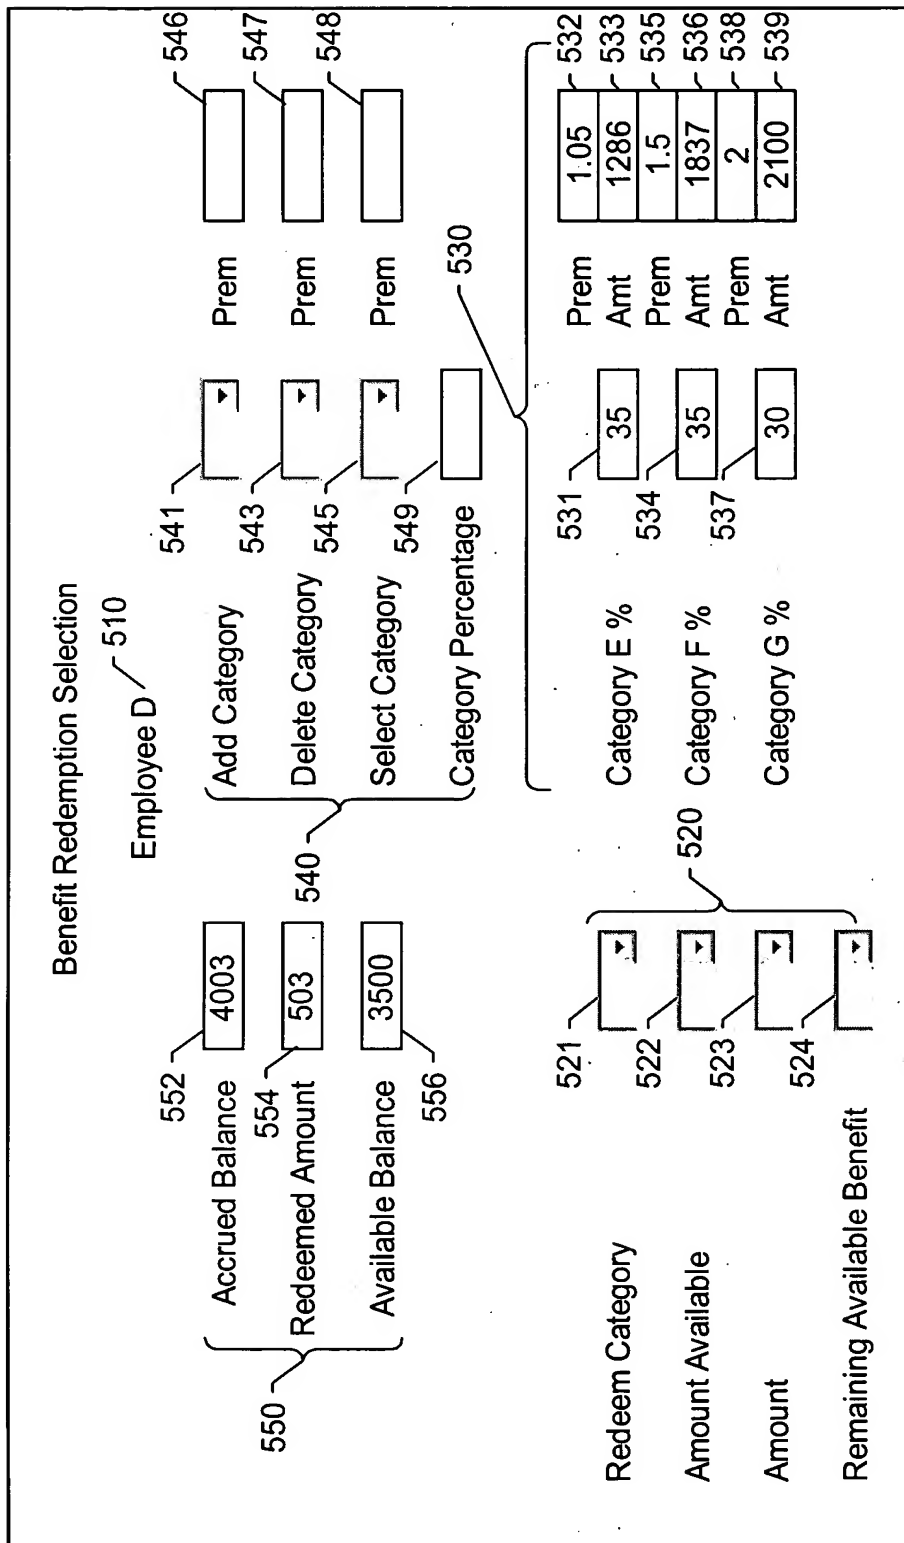 Benefit Redemption Selection
Employee D 510
550
Accrued Balance 552 4003
Redeemed Amount 554 503
Available Balance 556 3500
540
Add Category 541 Prem 546
Delete Category 543 Prem 547
Select Category 545 Prem 548
Category Percentage 549
520
Redeem Category 521
Amount Available 522
Amount 523
Remaining Available Benefit 524
530
Prem 1.05 532
Category E % 531 35 Amt 1286 533
Prem 1.5 535
Category F % 534 35 Amt 1837 536
Prem 2 538
Category G % 537 30 Amt 2100 539